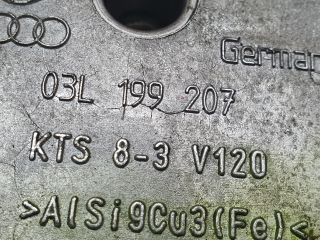 German
03L 199 207
KTS 8-3 V120
>AlSi9Cu3(Fe)<